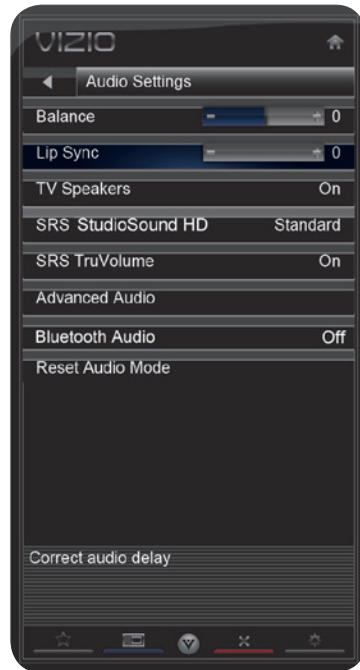 VIZIO
Audio Settings
Balance - + 0
Lip Sync - + 0
TV Speakers On
SRS StudioSound HD Standard
SRS TruVolume On
Advanced Audio
Bluetooth Audio Off
Reset Audio Mode
Correct audio delay
V